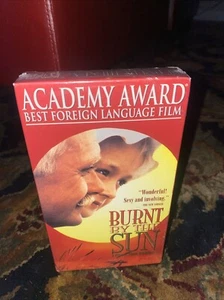 ACADEMY AWARD
BEST FOREIGN LANGUAGE FILM
"Wonderful!
Sexy and involving."
BURNT
BY THE
SUN